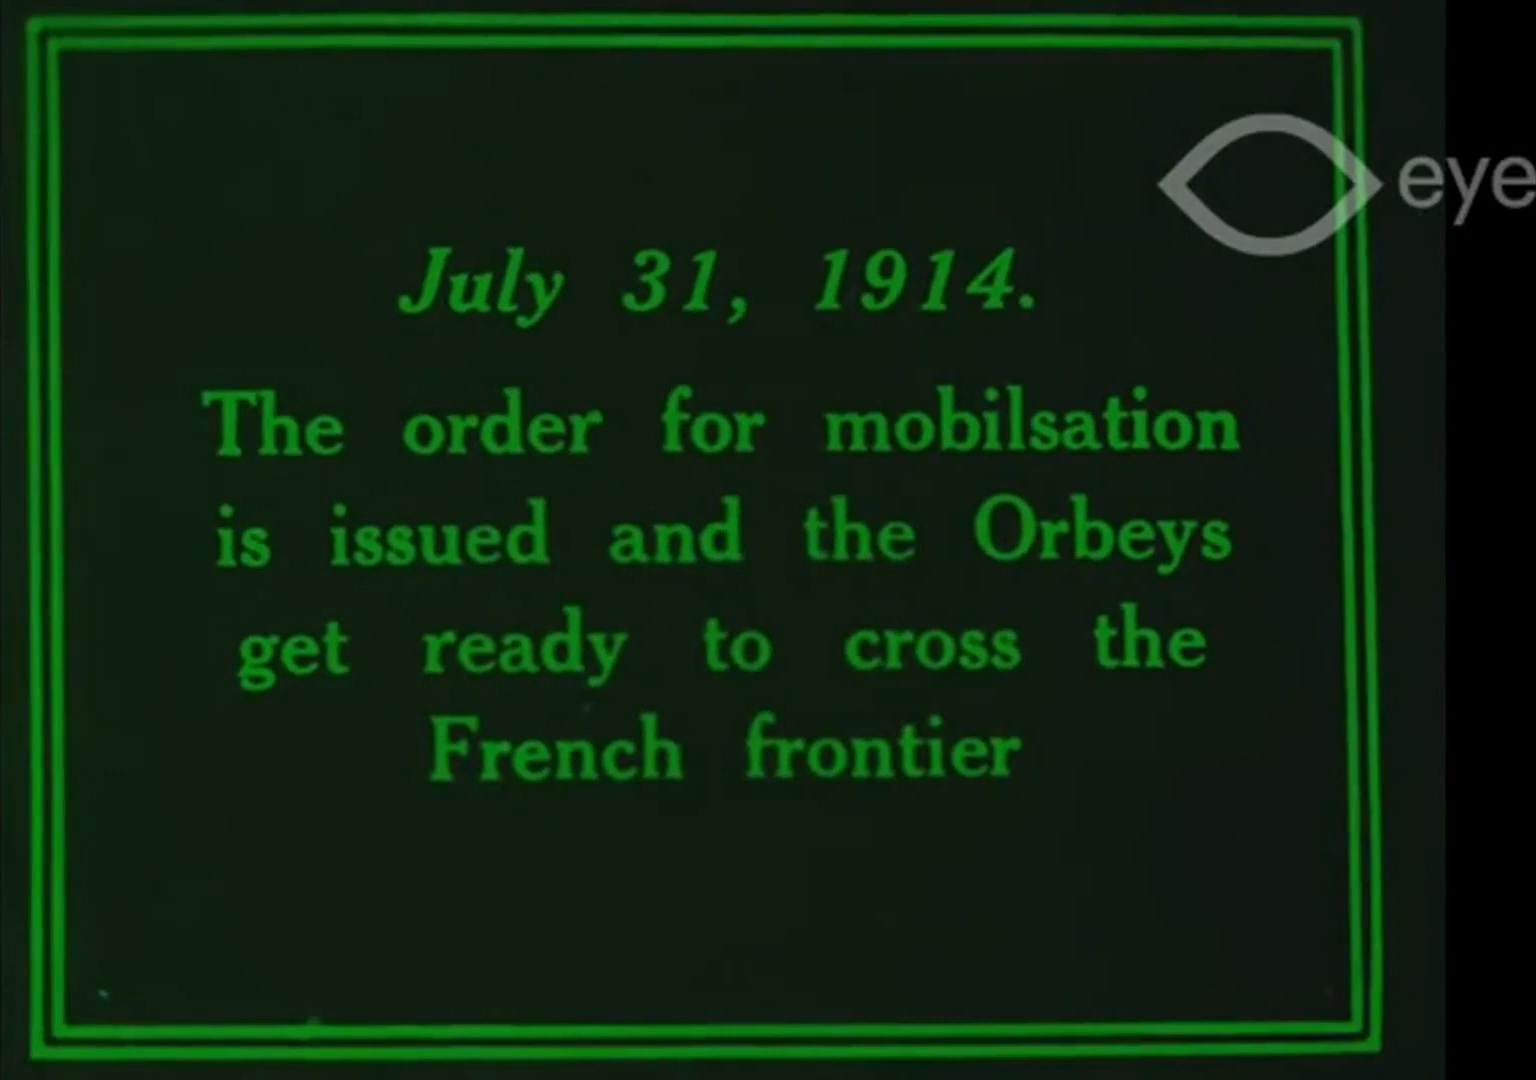 eye
July 31, 1914.
The order for mobilsation
is issued and the Orbeys
get ready to cross the
French frontier